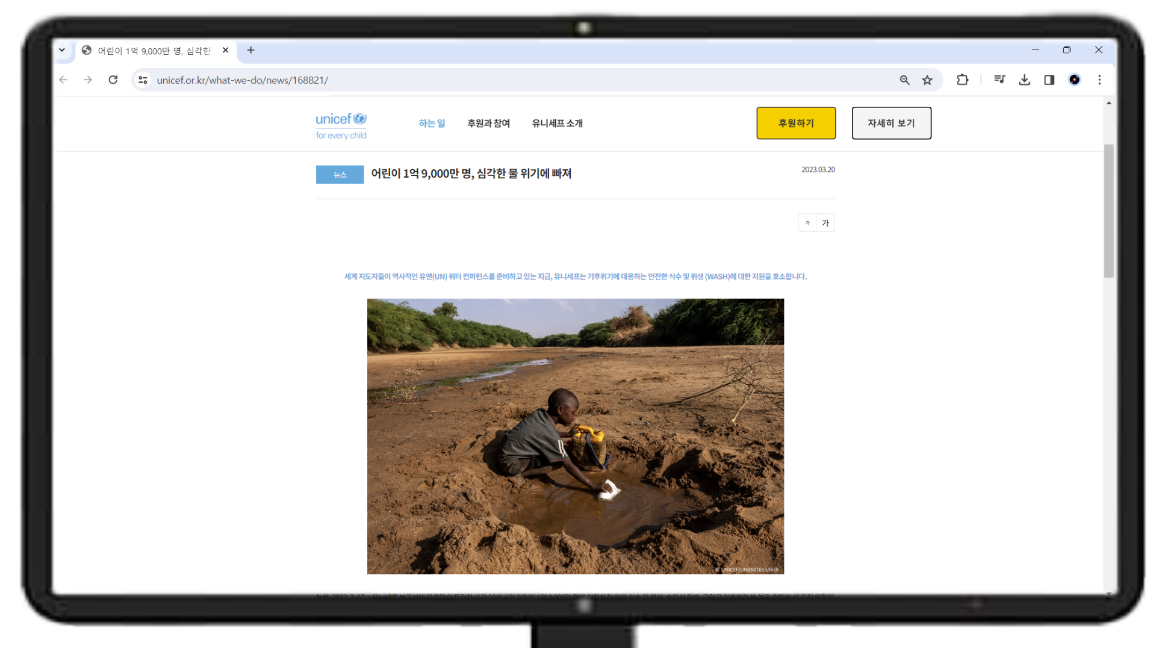 어린이 1억 9,000만 명, 심각한
unicef.or.kr/what-we-do/news/168821/
unicef
for every child
하는 일 후원과 참여 유니세프 소개
후원하기 자세히 보기
뉴스 어린이 1억 9,000만 명, 심각한 물 위기에 빠져 2023.03.20
가 가
세계 지도자들이 역사적인 유엔(UN) 워터 컨퍼런스를 준비하고 있는 지금, 유니세프는 기후위기에 대응하는 안전한 식수 및 위생 (WASH)에 대한 지원을 호소합니다.